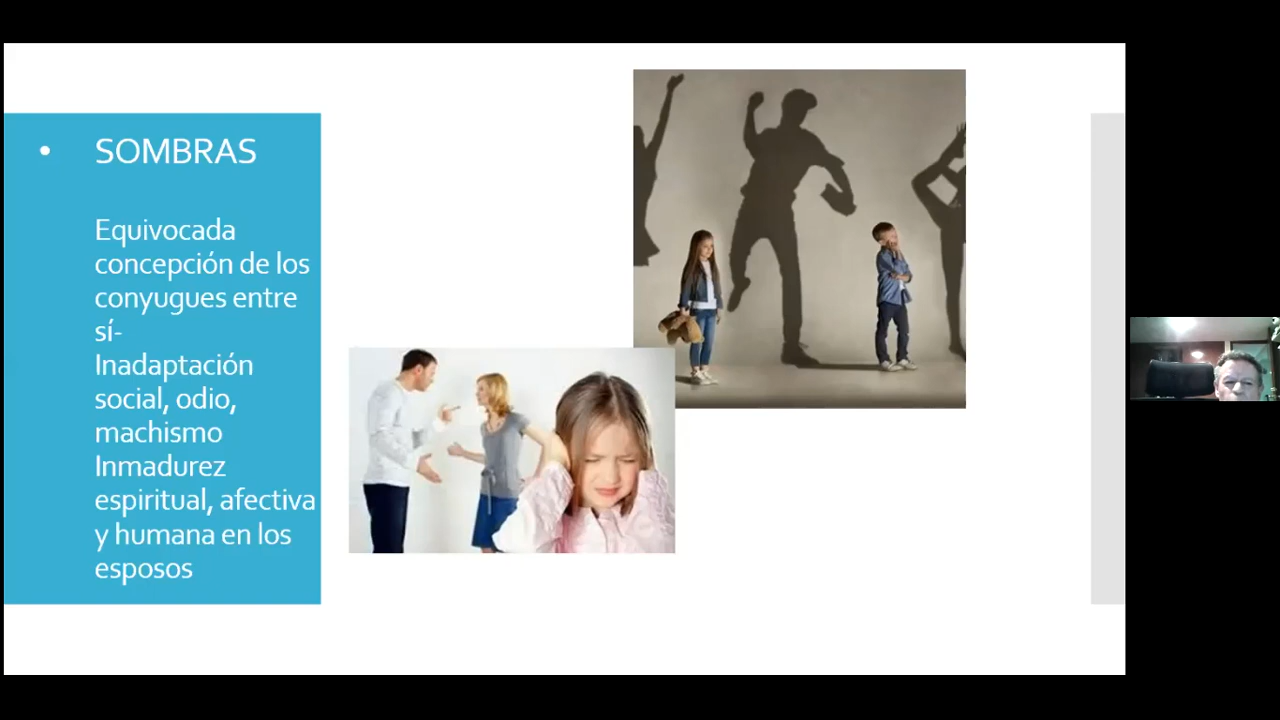 • SOMBRAS
Equivocada
concepción de los
conyugues entre
sí-
Inadaptación
social, odio,
machismo
Inmadurez
espiritual, afectiva
y humana en los
esposos